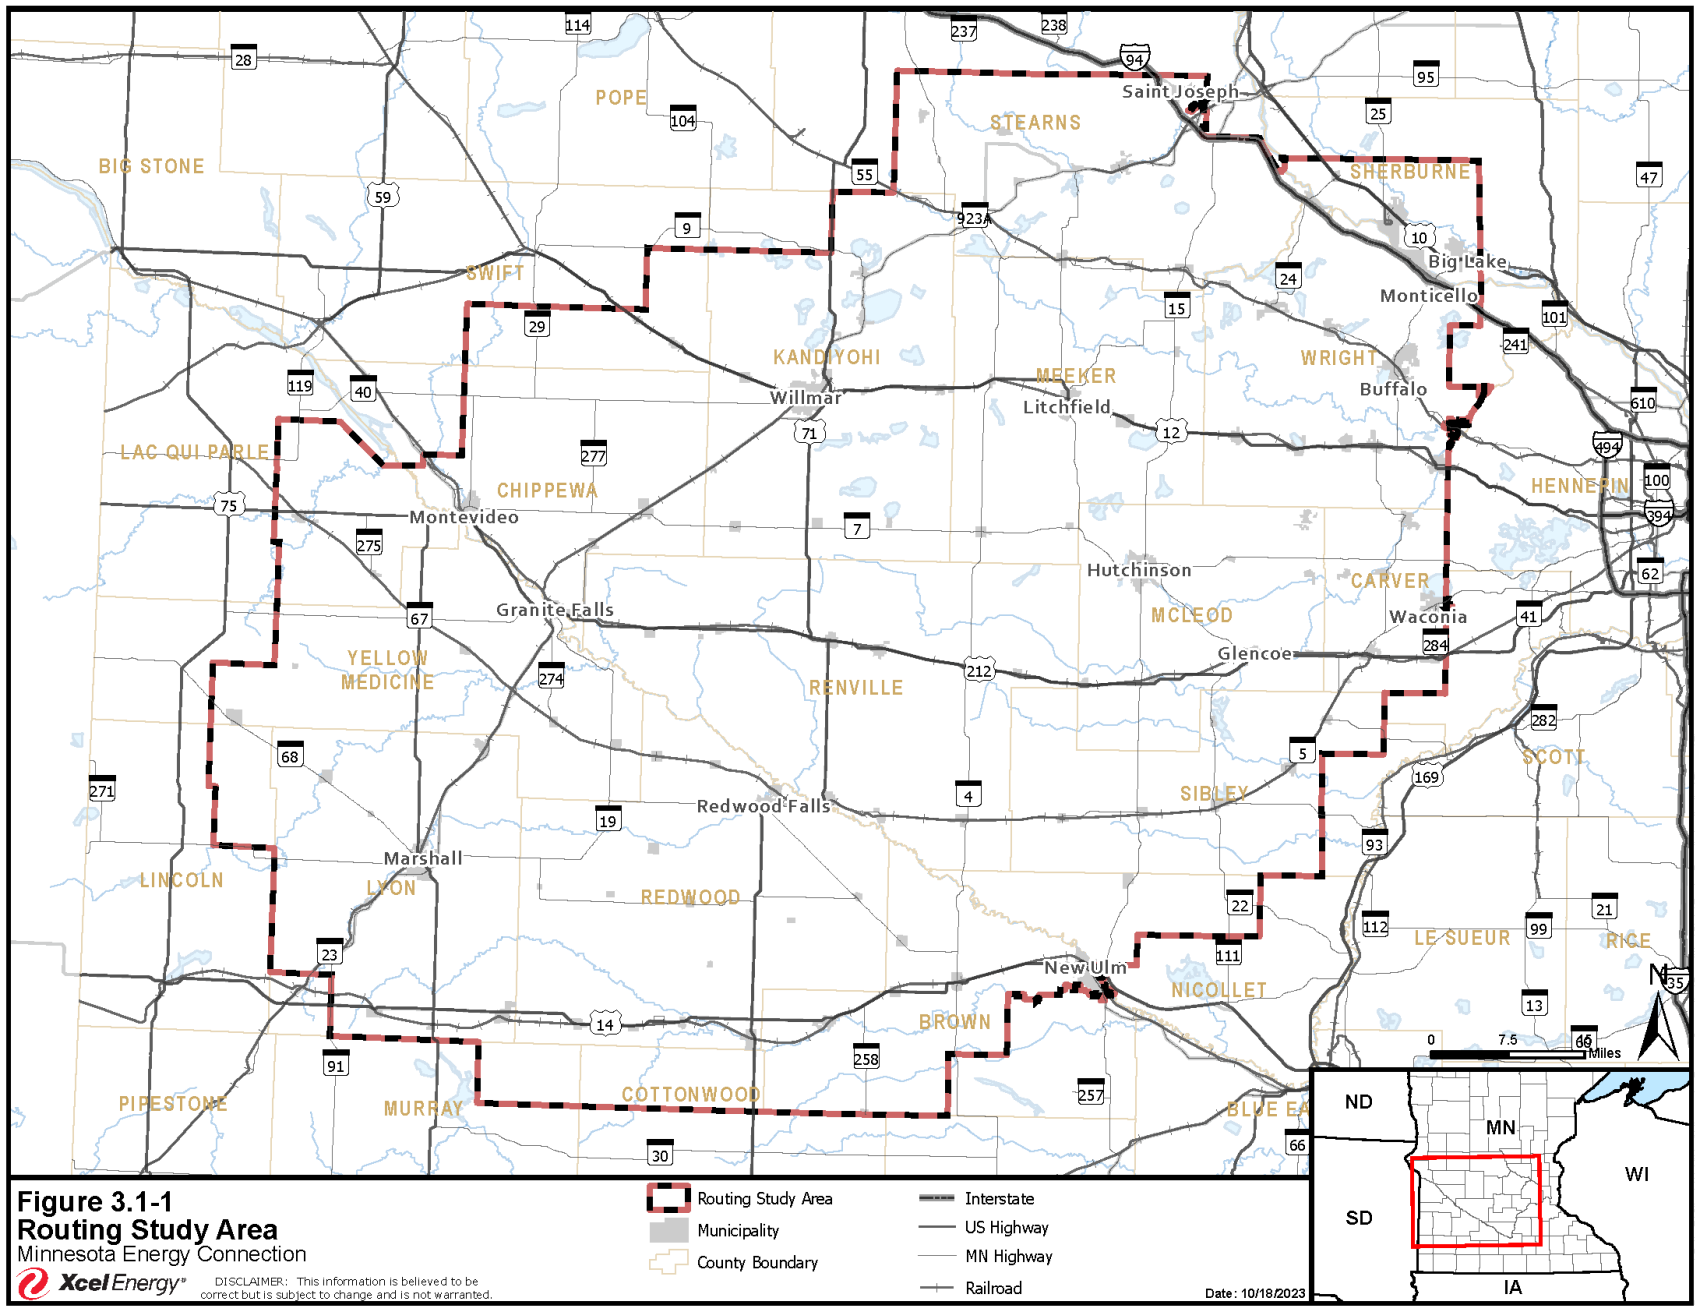 114
237
238
28
94
95
POPE
Saint Joseph
104
STEARNS
25
BIG STONE
55
SHERBURNE
47
59
923A
9
10
Big Lake
SWIFT
24
Monticello
15
29
101
241
KANDIYOHI
WRIGHT
119
40
MEEKER
Buffalo
Willmar
Litchfield
610
71
12
494
LAC QUI PARLE
277
100
CHIPPEWA
HENNEPIN
75
Montevideo
7
394
275
Hutchinson
62
CARVER
Granite Falls
67
MCLEOD
Waconia
41
284
YELLOW
MEDICINE
Glencoe
274
212
RENVILLE
282
68
5
SCOTT
169
271
Redwood Falls
4
SIBLEY
19
93
Marshall
LINCOLN
LYON
REDWOOD
22
21
112
99
LE SUEUR
RICE
23
111
New Ulm
N
35
NICOLLET
13
14
BROWN
0
7.5
15
Miles
91
258
257
COTTONWOOD
PIPESTONE
MURRAY
BLUE EA
66
30
ND
MN
WI
SD
IA
Figure 3.1-1
Routing Study Area
Minnesota Energy Connection
Xcel Energy®
DISCLAIMER: This information is believed to be
correct but is subject to change and is not warranted.
Routing Study Area
Municipality
County Boundary
Interstate
US Highway
MN Highway
Railroad
Date: 10/18/2023